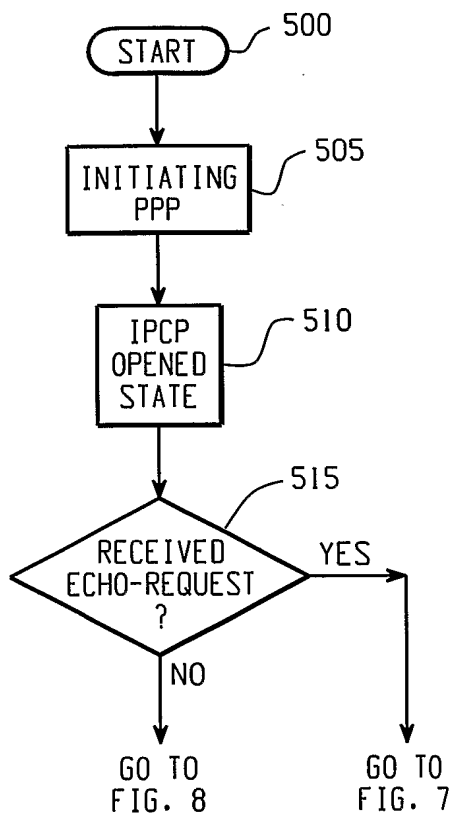 500
START
505
INITIATING
PPP
510
IPCP
OPENED
STATE
515
RECEIVED
ECHO-REQUEST
?
YES
NO
GO TO
FIG. 8
GO TO
FIG. 7